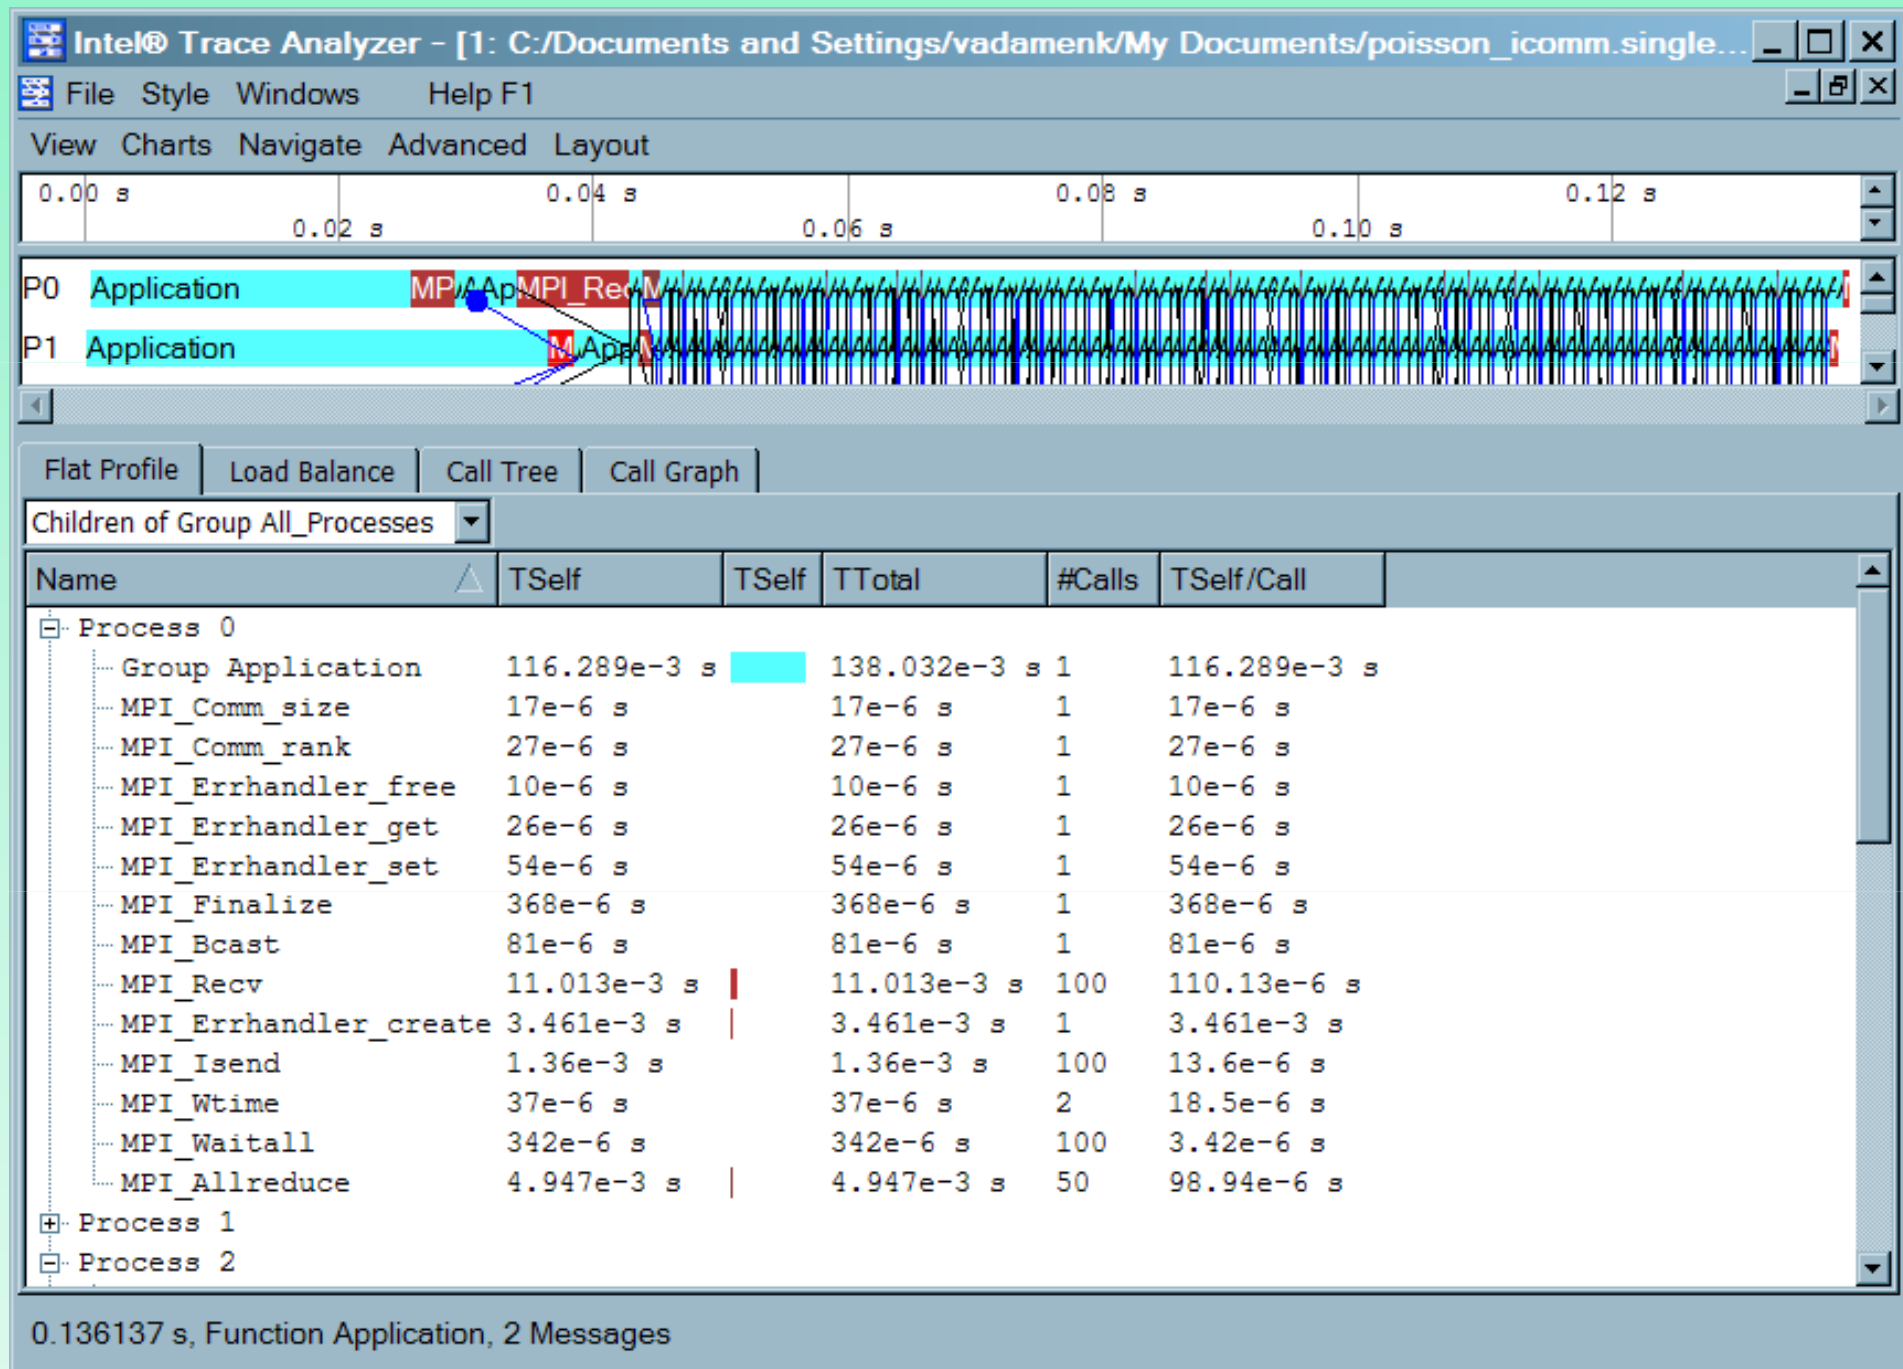 Intel® Trace Analyzer - [1: C:/Documents and Settings/vadamenk/My Documents/poisson_icomm.single...
File Style Windows Help F1
View Charts Navigate Advanced Layout
0.00 s 0.04 s 0.08 s 0.12 s
0.02 s 0.06 s 0.10 s
P0 Application MP Ap MPI_Rec M
P1 Application M App M
Flat Profile Load Balance Call Tree Call Graph
Children of Group All_Processes
Name TSelf TSelf TTotal #Calls TSelf/Call
Process 0
Group Application 116.289e-3 s 138.032e-3 s 1 116.289e-3 s
MPI_Comm_size 17e-6 s 17e-6 s 1 17e-6 s
MPI_Comm_rank 27e-6 s 27e-6 s 1 27e-6 s
MPI_Errhandler_free 10e-6 s 10e-6 s 1 10e-6 s
MPI_Errhandler_get 26e-6 s 26e-6 s 1 26e-6 s
MPI_Errhandler_set 54e-6 s 54e-6 s 1 54e-6 s
MPI_Finalize 368e-6 s 368e-6 s 1 368e-6 s
MPI_Bcast 81e-6 s 81e-6 s 1 81e-6 s
MPI_Recv 11.013e-3 s 11.013e-3 s 100 110.13e-6 s
MPI_Errhandler_create 3.461e-3 s 3.461e-3 s 1 3.461e-3 s
MPI_Isend 1.36e-3 s 1.36e-3 s 100 13.6e-6 s
MPI_Wtime 37e-6 s 37e-6 s 2 18.5e-6 s
MPI_Waitall 342e-6 s 342e-6 s 100 3.42e-6 s
MPI_Allreduce 4.947e-3 s 4.947e-3 s 50 98.94e-6 s
Process 1
Process 2
0.136137 s, Function Application, 2 Messages